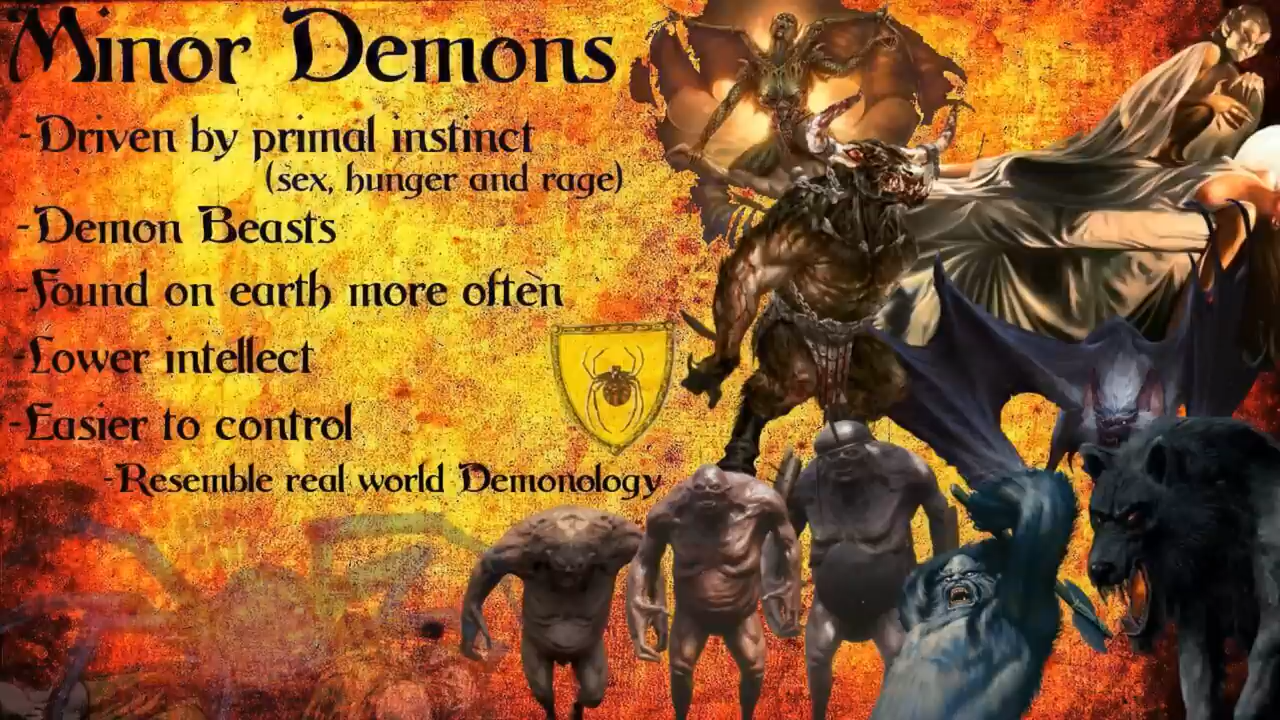 Minor Demons
-Driven by primal instinct
(sex, hunger and rage)
-Demon Beasts
-Found on earth more often
-Lower intellect
-Easier to control
-Resemble real world Demonology